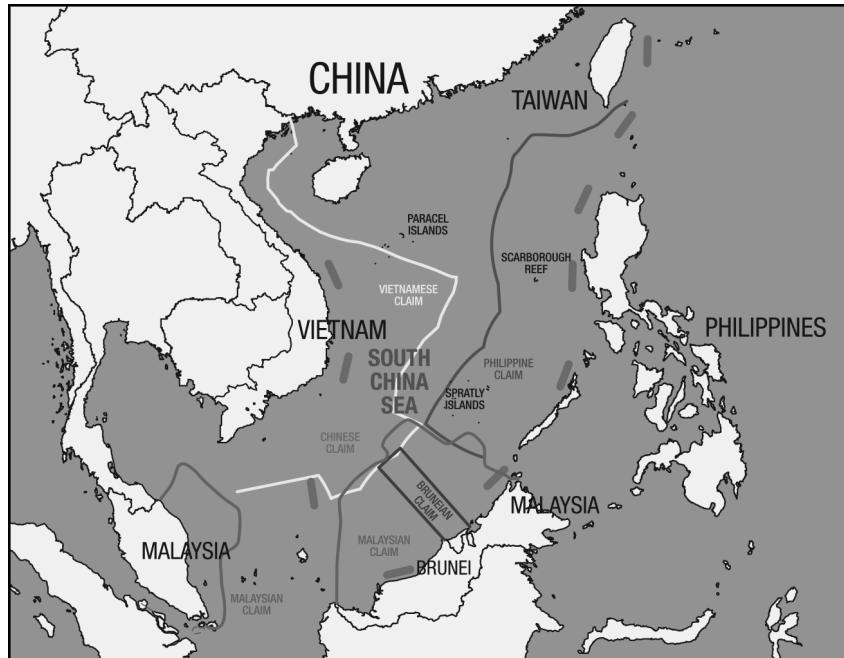 CHINA
TAIWAN
PARACEL
ISLANDS
SCARBOROUGH
REEF
VIETNAMESE
CLAIM
VIETNAM
PHILIPPINES
SOUTH
CHINA
SEA
PHILIPPINE
CLAIM
SPRATLY
ISLANDS
CHINESE
CLAIM
BRUNEIAN
CLAIM
MALAYSIA
MALAYSIA
MALAYSIAN
CLAIM
BRUNEI
MALAYSIAN
CLAIM